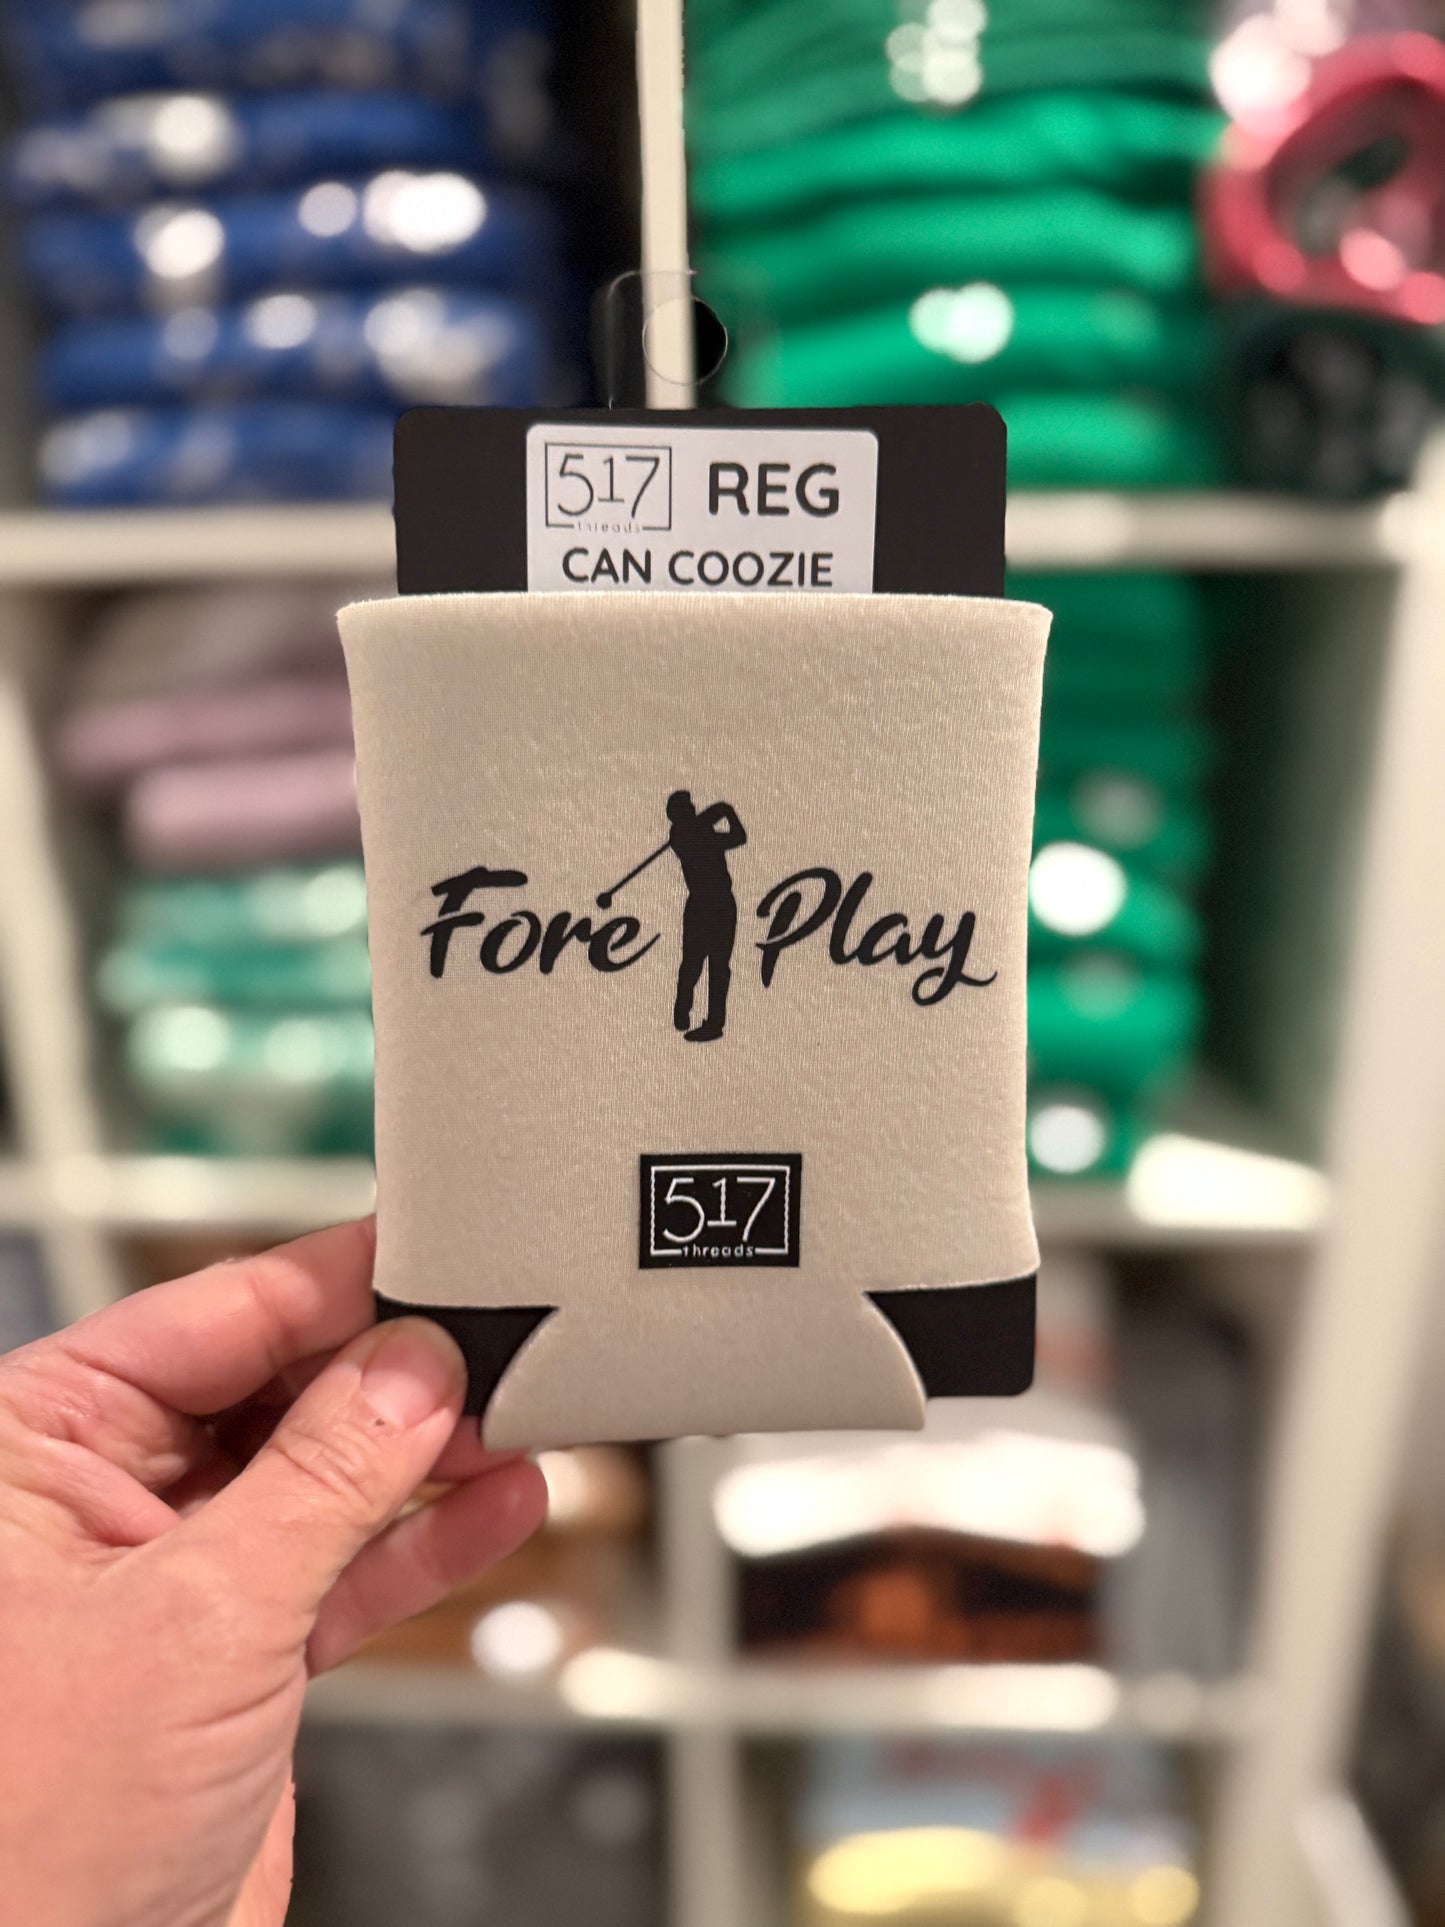 517 REG
threads
CAN COOZIE
Fore Play
517
threads